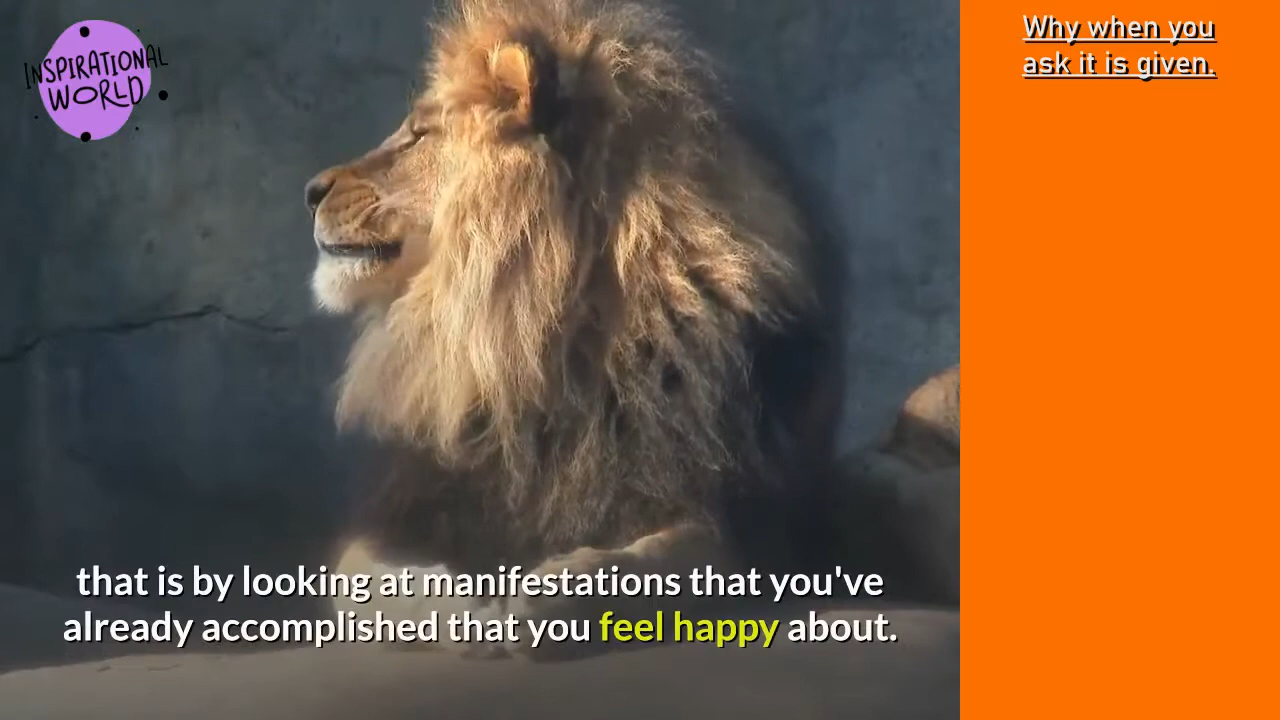 INSPIRATIONAL
WORLD
Why when you
ask it is given.
that is by looking at manifestations that you've
already accomplished that you feel happy about.